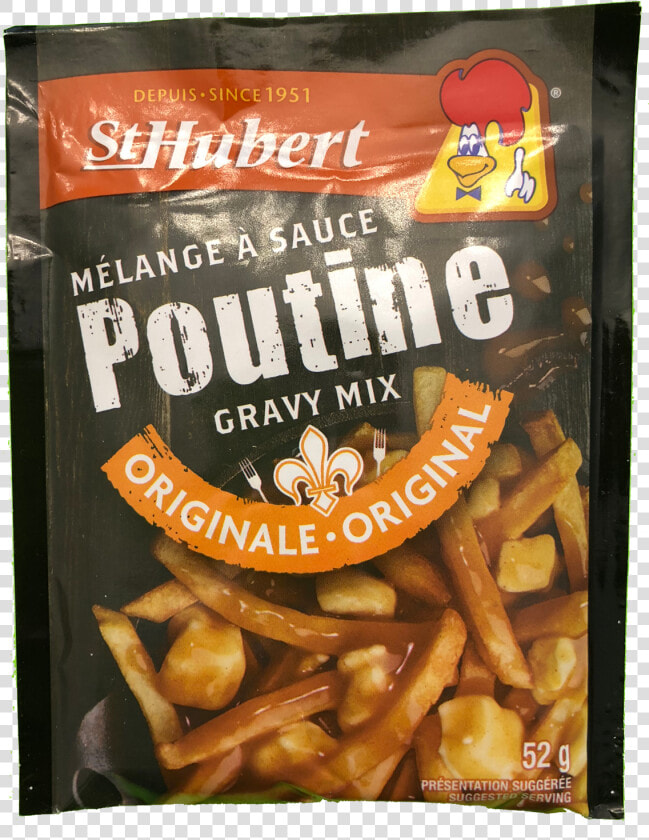 DEPUIS • SINCE 1951
St Hubert
®
MÉLANGE À SAUCE
Poutine
GRAVY MIX
ORIGINALE • ORIGINAL
52 g
PRÉSENTATION SUGGÉRÉE
SUGGESTED SERVING